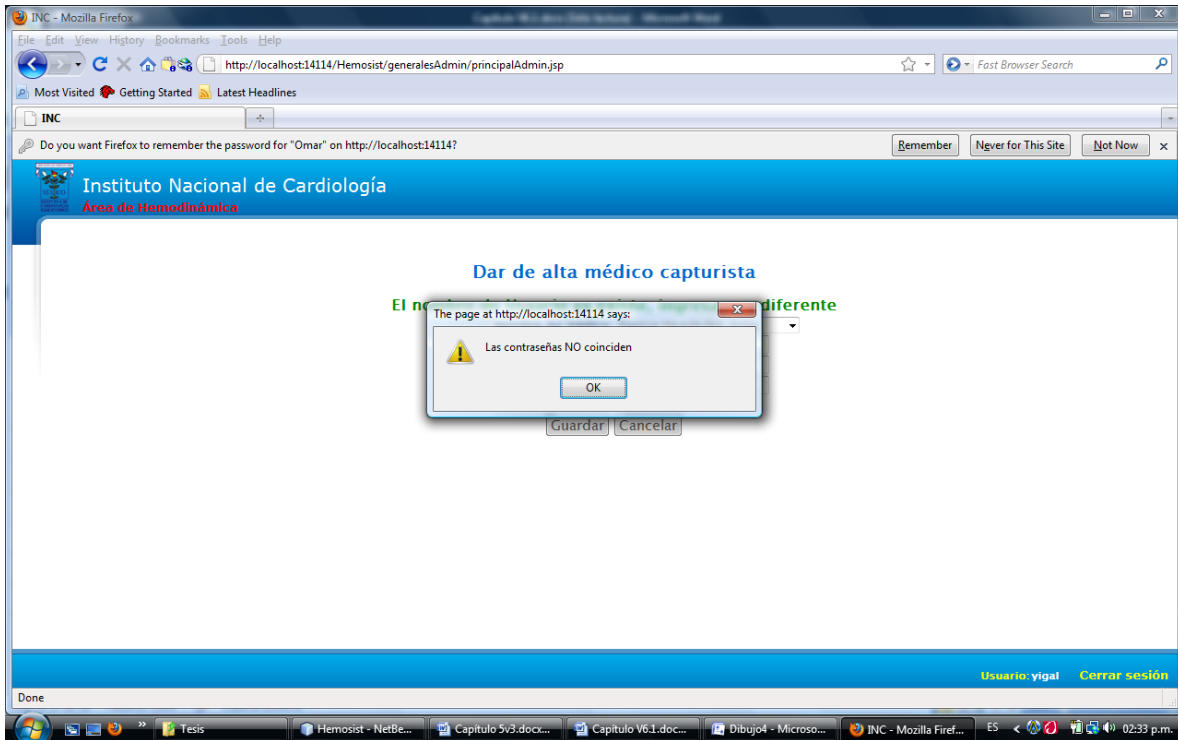 INC - Mozilla Firefox
File Edit View History Bookmarks Tools Help
http://localhost:14114/Hemosist/generalesAdmin/principalAdmin.jsp
Fast Browser Search
Most Visited Getting Started Latest Headlines
INC
Do you want Firefox to remember the password for "Omar" on http://localhost:14114? Remember Never for This Site Not Now x
Instituto Nacional de Cardiología
Área de Hemodinámica
Dar de alta médico capturista
El diferente
The page at http://localhost:14114 says:
Las contraseñas NO coinciden
OK
Guardar Cancelar
Usuario: yigal Cerrar sesión
Done
Tesis Hemosist - NetBe... Capítulo 5v3.docx... Capítulo V6.1.doc... Dibujo4 - Microso... INC - Mozilla Firef... ES 02:33 p.m.